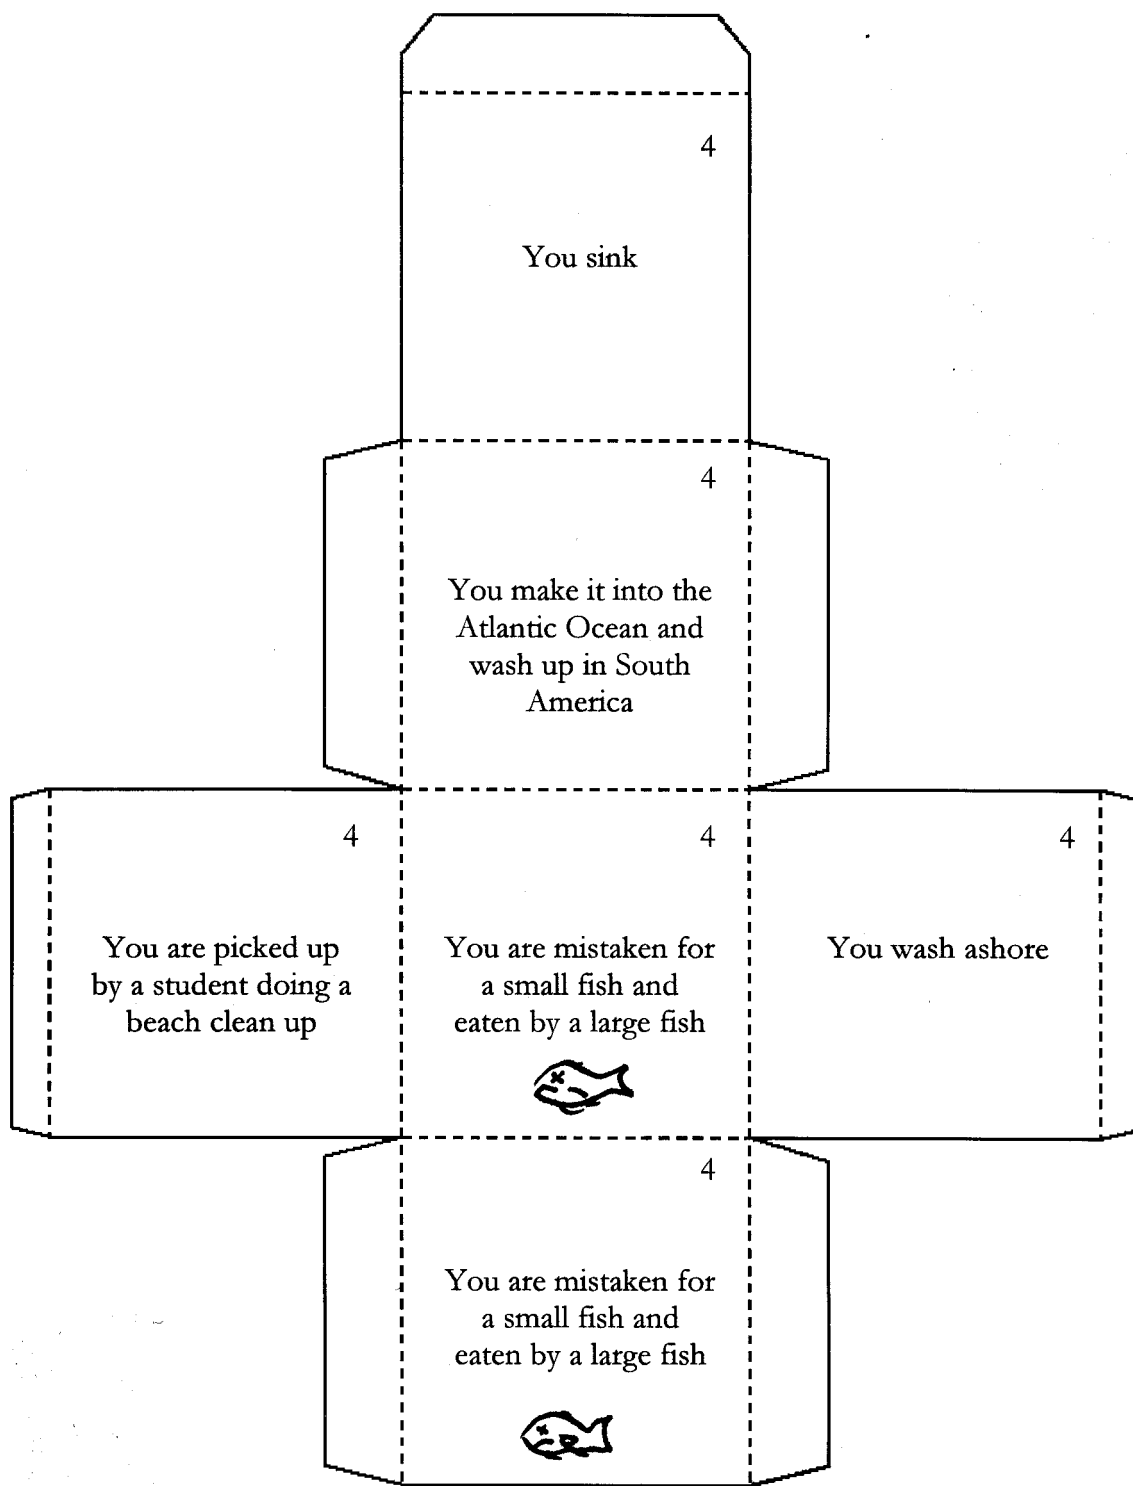 4
You sink
4
You make it into the
Atlantic Ocean and
wash up in South
America
4
You are picked up
by a student doing a
beach clean up
4
You are mistaken for
a small fish and
eaten by a large fish
4
You wash ashore
4
You are mistaken for
a small fish and
eaten by a large fish